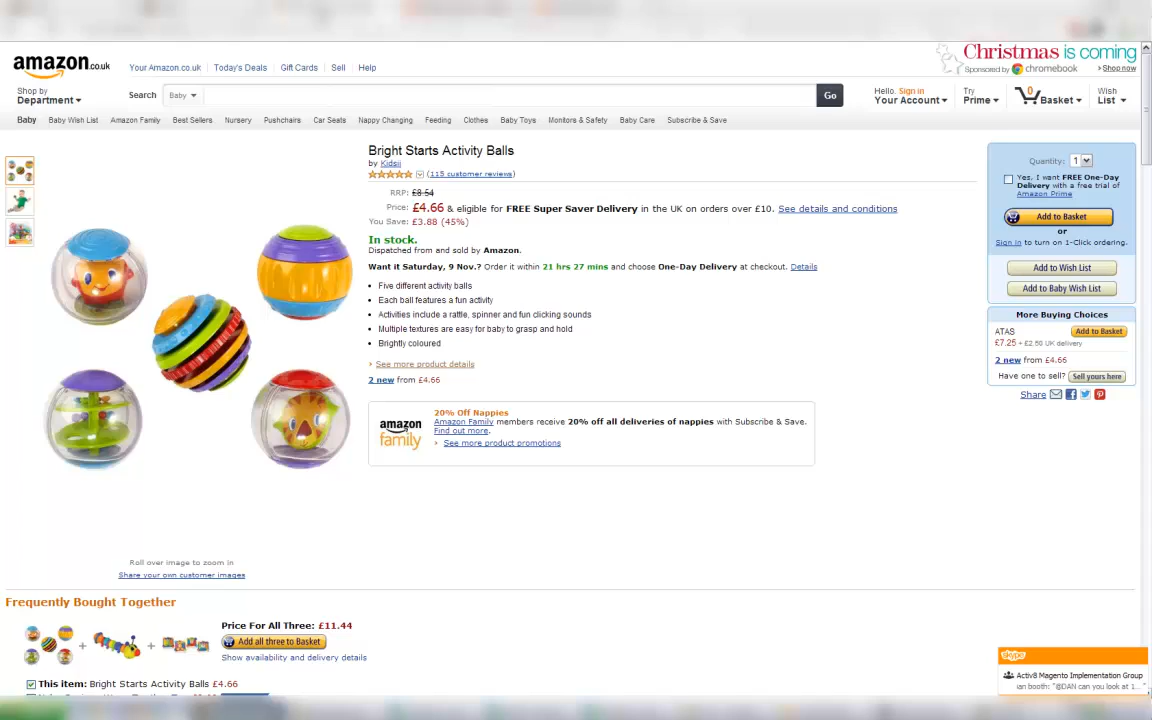 amazon.co.uk
Your Amazon.co.uk Today's Deals Gift Cards Sell Help
Christmas is coming
Sponsored by chromebook Shop now
Shop by
Department
Search Baby Go
Hello. Sign in
Your Account
Try
Prime
0
Basket
Wish
List
Baby Baby Wish List Amazon Family Best Sellers Nursery Pushchairs Car Seats Nappy Changing Feeding Clothes Baby Toys Monitors & Safety Baby Care Subscribe & Save
Bright Starts Activity Balls
by Kidsii
(115 customer reviews)
RRP: £8.54
Price: £4.66 & eligible for FREE Super Saver Delivery in the UK on orders over £10. See details and conditions
You Save: £3.88 (45%)
In stock.
Dispatched from and sold by Amazon.
Want it Saturday, 9 Nov.? Order it within 21 hrs 27 mins and choose One-Day Delivery at checkout. Details
Five different activity balls
Each ball features a fun activity
Activities include a rattle, spinner and fun clicking sounds
Multiple textures are easy for baby to grasp and hold
Brightly coloured
See more product details
2 new from £4.66
amazon
family
20% Off Nappies
Amazon Family members receive 20% off all deliveries of nappies with Subscribe & Save.
Find out more.
See more product promotions
Quantity: 1
Yes, I want FREE One-Day
Delivery with a free trial of
Amazon Prime
Add to Basket
or
Sign in to turn on 1-Click ordering.
Add to Wish List
Add to Baby Wish List
More Buying Choices
ATAS Add to Basket
£7.25 + £2.50 UK delivery
2 new from £4.66
Have one to sell? Sell yours here
Share
Roll over image to zoom in
Share your own customer images
Frequently Bought Together
Price For All Three: £11.44
+ + Add all three to Basket
Show availability and delivery details
This item: Bright Starts Activity Balls £4.66
skype
Activ8 Magento Implementation Group
ian booth: "@DAN can you look at 1..."